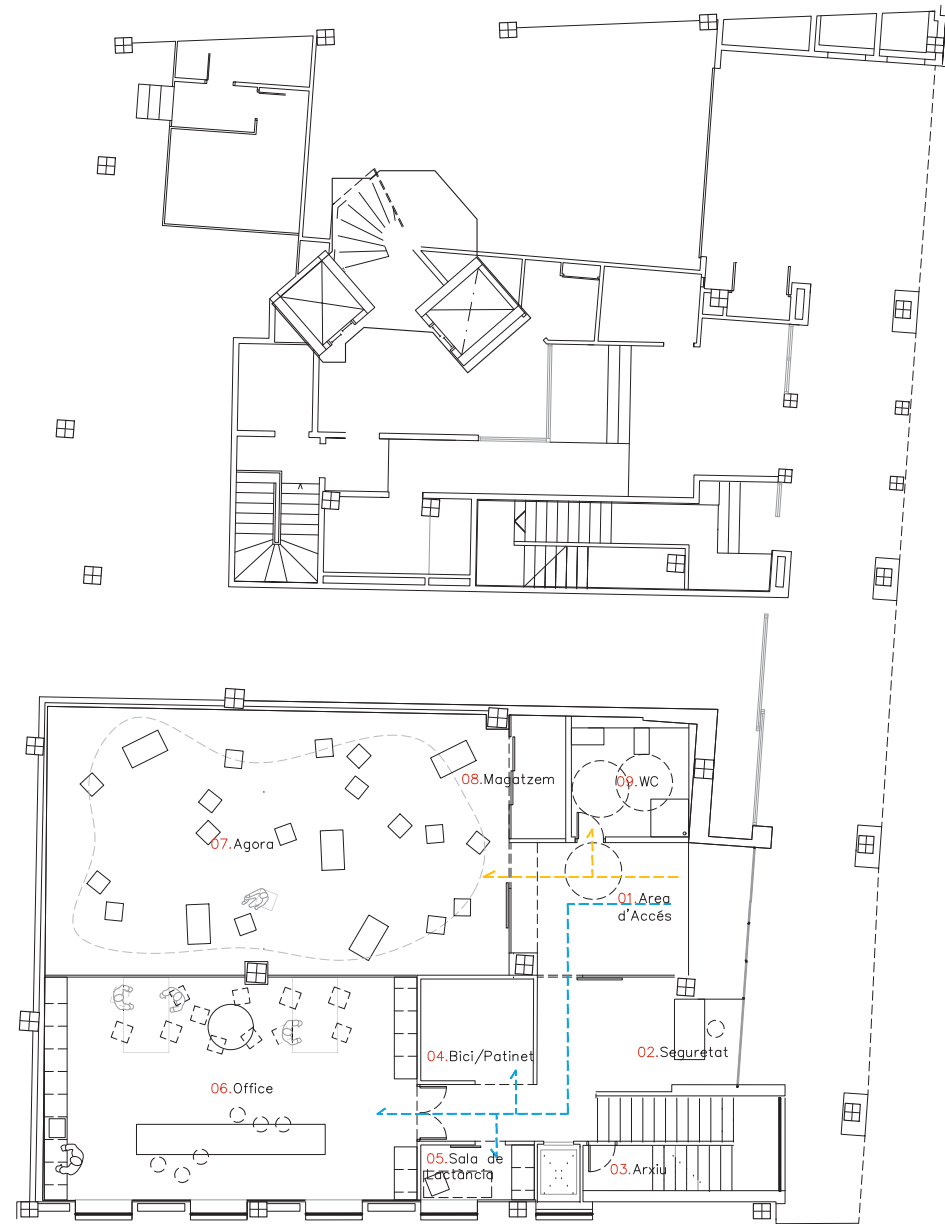 08.Magatzem
09.WC
07.Agora
01.Area
d'Accés
04.Bici/Patinet
02.Seguretat
06.Office
05.Sala de
Lactància
03.Arxiu